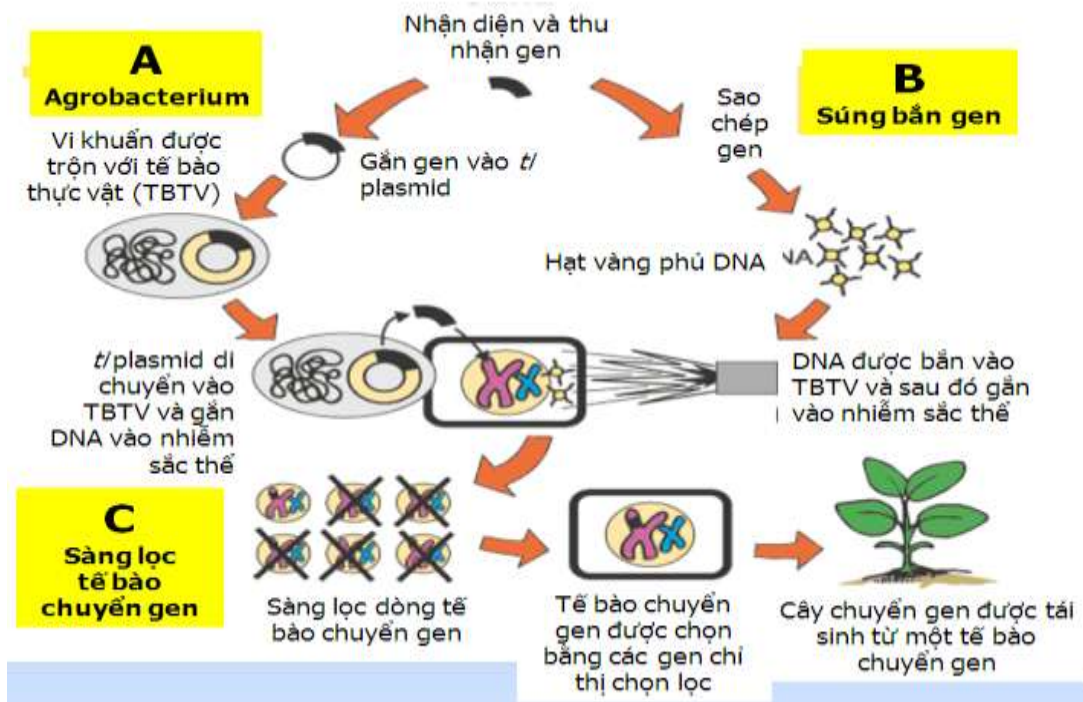 Nhận diện và thu
nhận gen
A
Agrobacterium
B
Súng bắn gen
Vi khuẩn được
trộn với tế bào
thực vật (TBTV)
Gắn gen vào t/
plasmid
Sao
chép
gen
Hạt vàng phủ DNA
t/plasmid di
chuyển vào
TBTV và gắn
DNA vào nhiễm
sắc thể
DNA được bắn vào
TBTV và sau đó gắn
vào nhiễm sắc thể
C
Sàng lọc
tế bào
chuyển gen
Sàng lọc dòng tế
bào chuyển gen
Tế bào chuyển
gen được chọn
bằng các gen chỉ
thị chọn lọc
Cây chuyển gen được tái
sinh từ một tế bào
chuyển gen